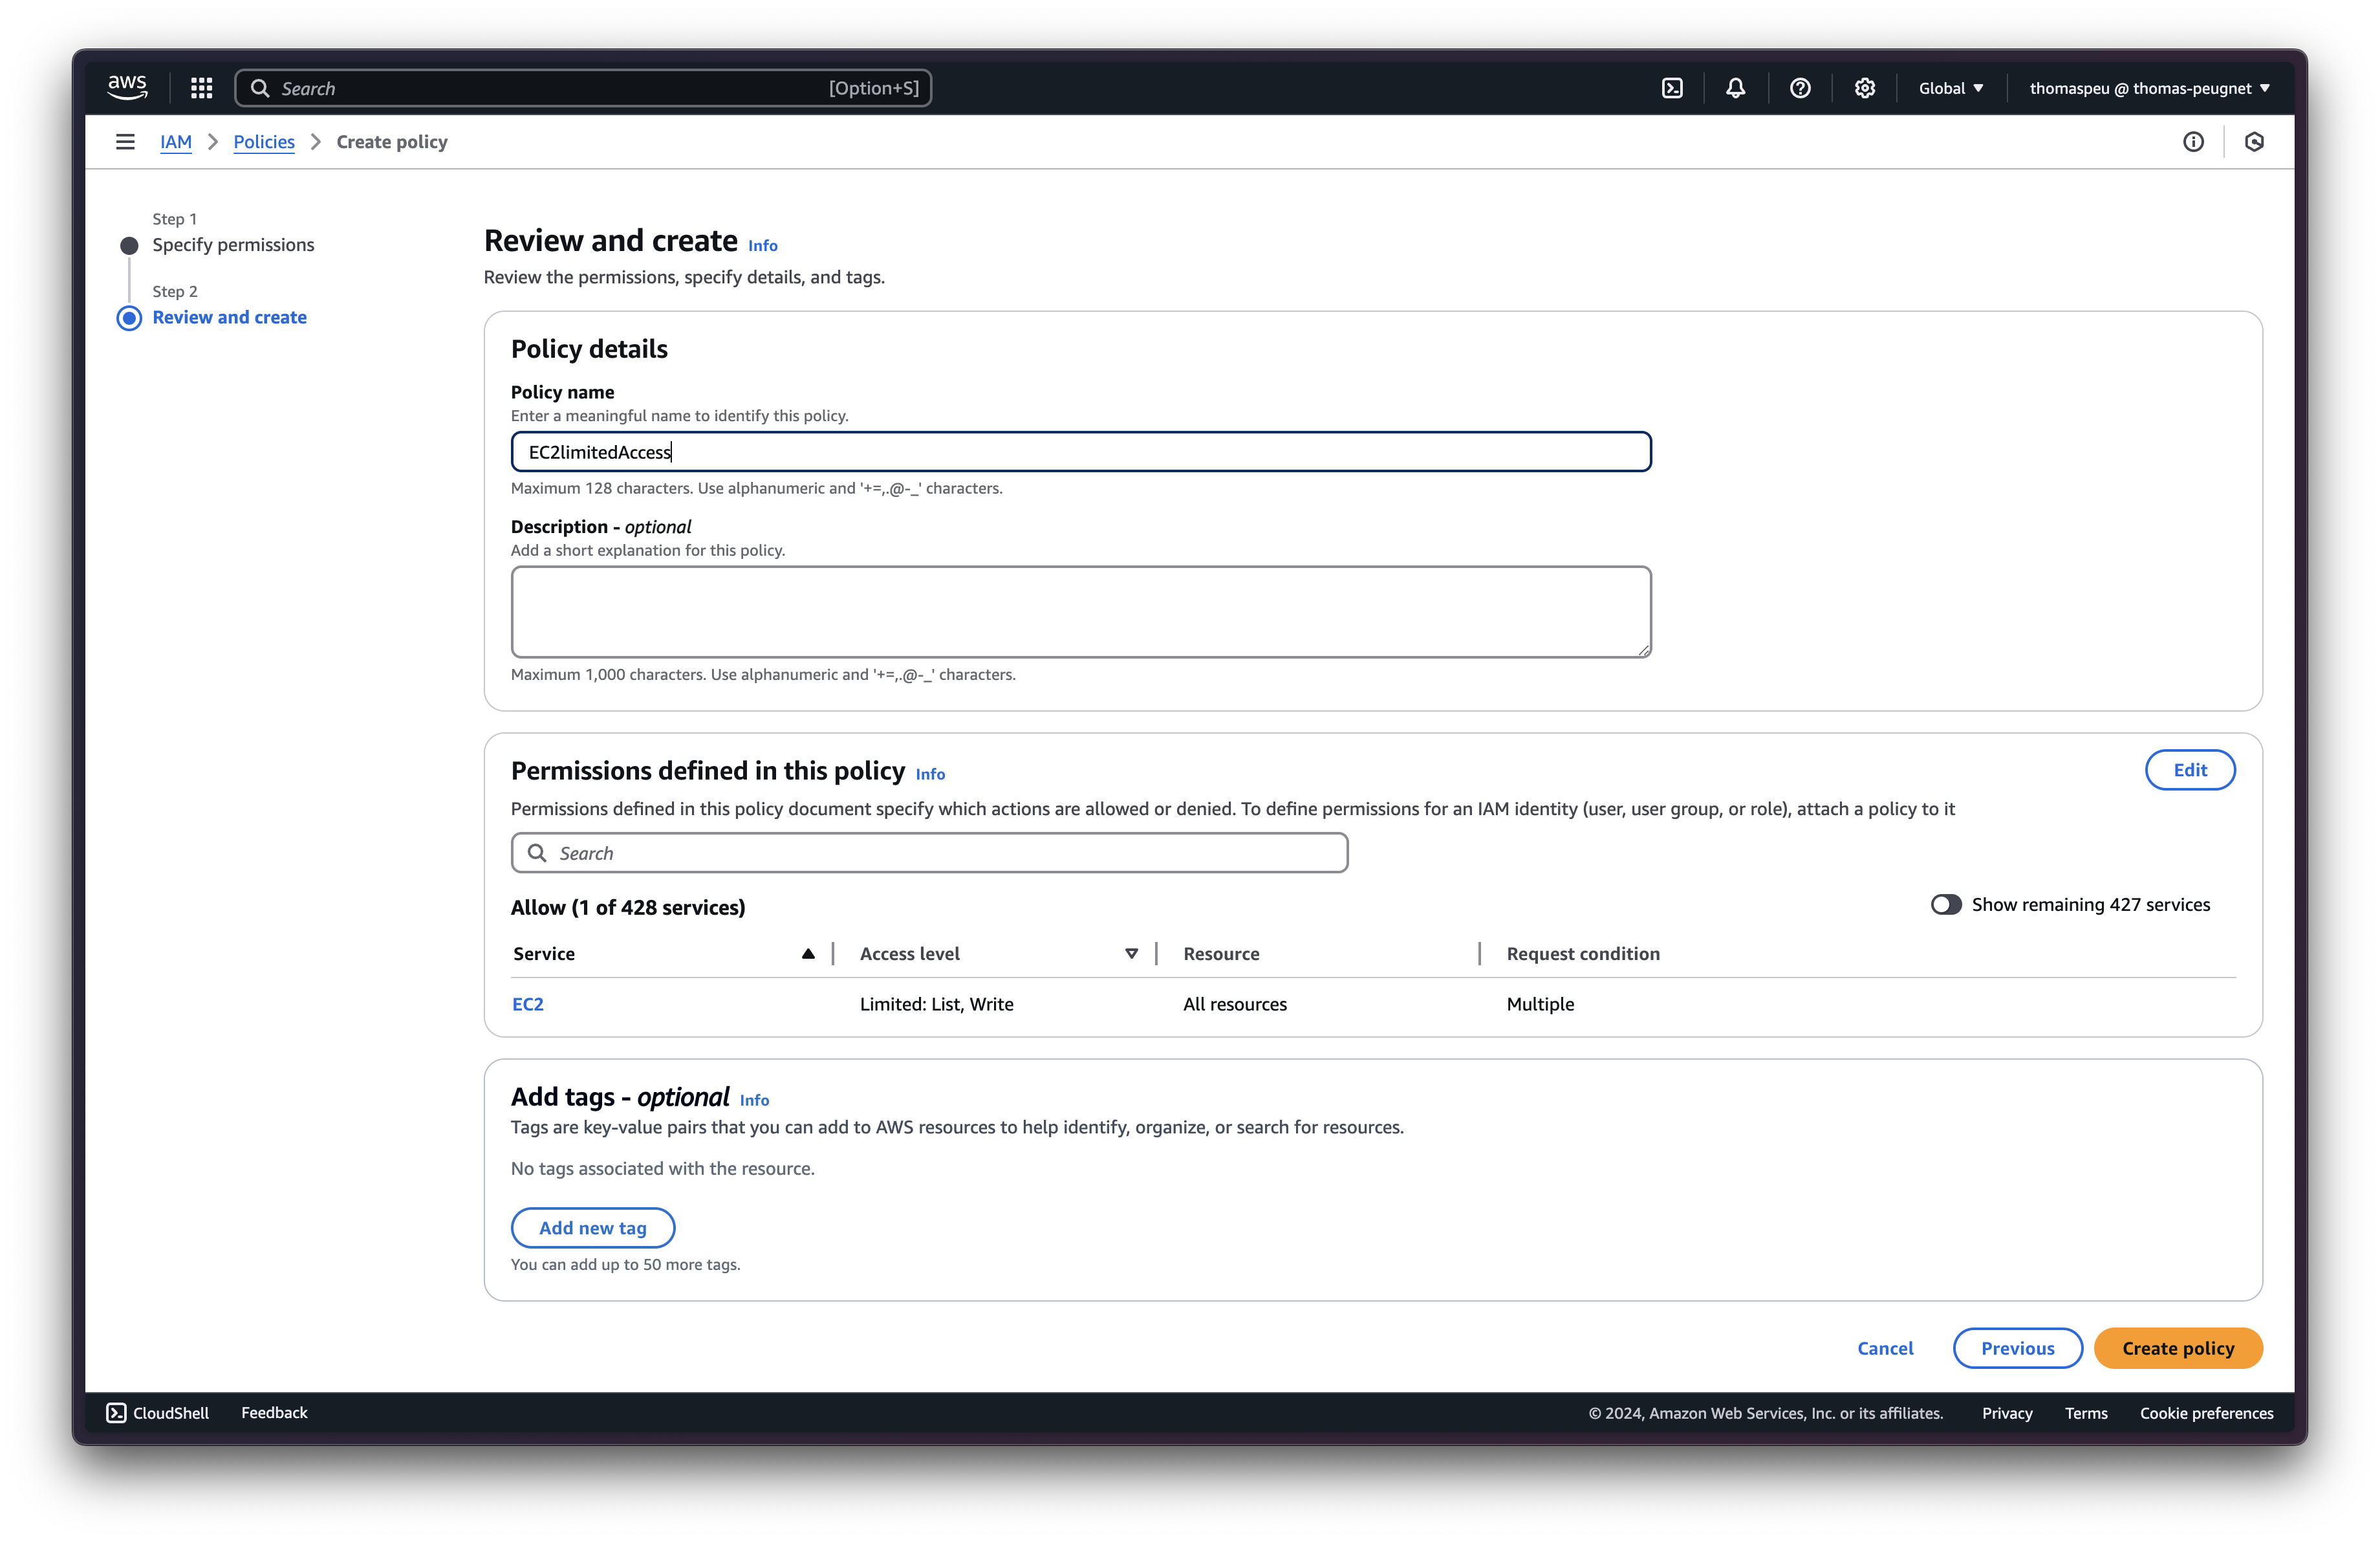 aws
Search [Option+S]
Global
thomaspeu @ thomas-peugnet
IAM
Policies
Create policy
Step 1
Specify permissions
Step 2
Review and create
Review and create Info
Review the permissions, specify details, and tags.
Policy details
Policy name
Enter a meaningful name to identify this policy.
EC2limitedAccess
Maximum 128 characters. Use alphanumeric and '+=,.@-_' characters.
Description - optional
Add a short explanation for this policy.
Maximum 1,000 characters. Use alphanumeric and '+=,.@-_' characters.
Permissions defined in this policy Info
Edit
Permissions defined in this policy document specify which actions are allowed or denied. To define permissions for an IAM identity (user, user group, or role), attach a policy to it
Search
Allow (1 of 428 services)
Show remaining 427 services
Service Access level Resource Request condition
EC2 Limited: List, Write All resources Multiple
Add tags - optional Info
Tags are key-value pairs that you can add to AWS resources to help identify, organize, or search for resources.
No tags associated with the resource.
Add new tag
You can add up to 50 more tags.
Cancel Previous Create policy
CloudShell Feedback © 2024, Amazon Web Services, Inc. or its affiliates. Privacy Terms Cookie preferences